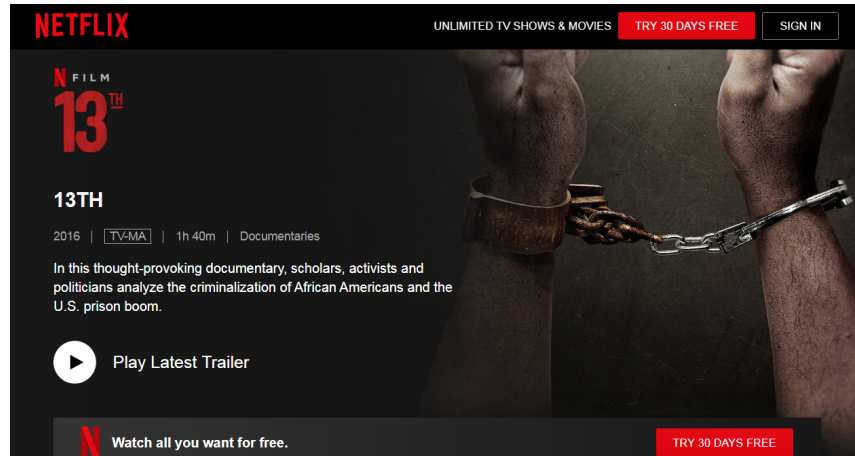 NETFLIX
UNLIMITED TV SHOWS & MOVIES
TRY 30 DAYS FREE
SIGN IN
N FILM
13TH
13TH
2016 | TV-MA | 1h 40m | Documentaries
In this thought-provoking documentary, scholars, activists and
politicians analyze the criminalization of African Americans and the
U.S. prison boom.
Play Latest Trailer
N
Watch all you want for free.
TRY 30 DAYS FREE